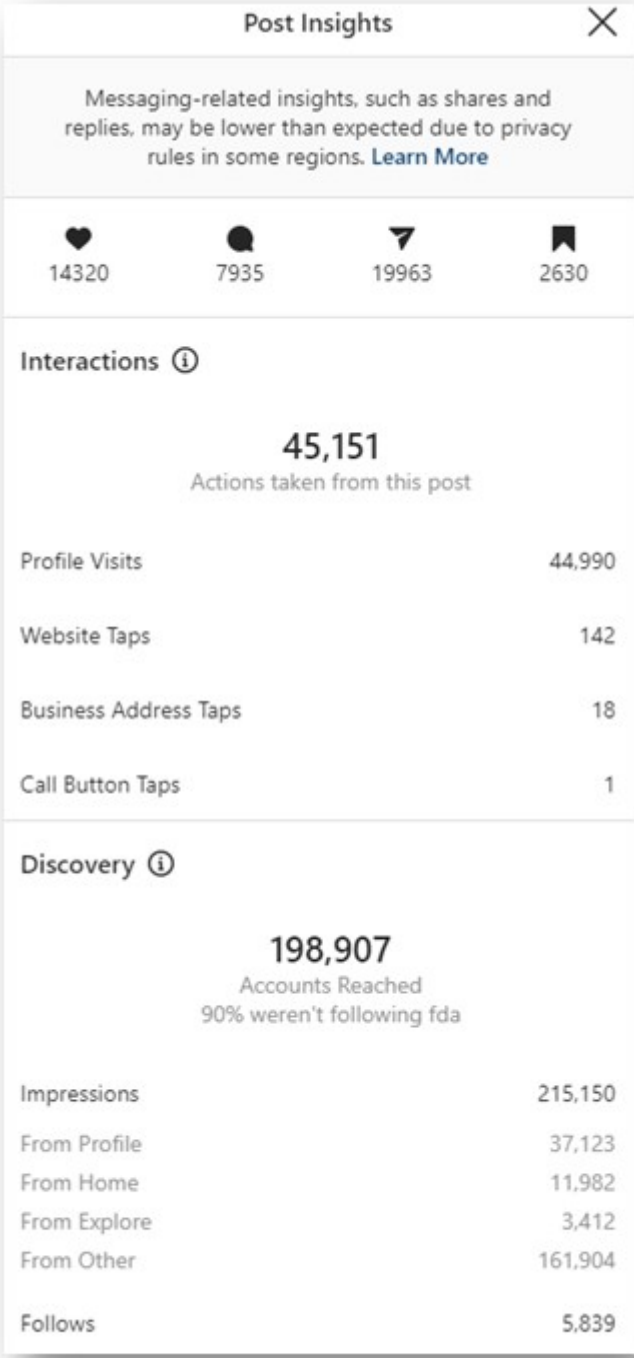 Post Insights
Messaging-related insights, such as shares and
replies, may be lower than expected due to privacy
rules in some regions. Learn More
14320 7935 19963 2630
Interactions
45,151
Actions taken from this post
Profile Visits 44,990
Website Taps 142
Business Address Taps 18
Call Button Taps 1
Discovery
198,907
Accounts Reached
90% weren't following fda
Impressions 215,150
From Profile 37,123
From Home 11,982
From Explore 3,412
From Other 161,904
Follows 5,839